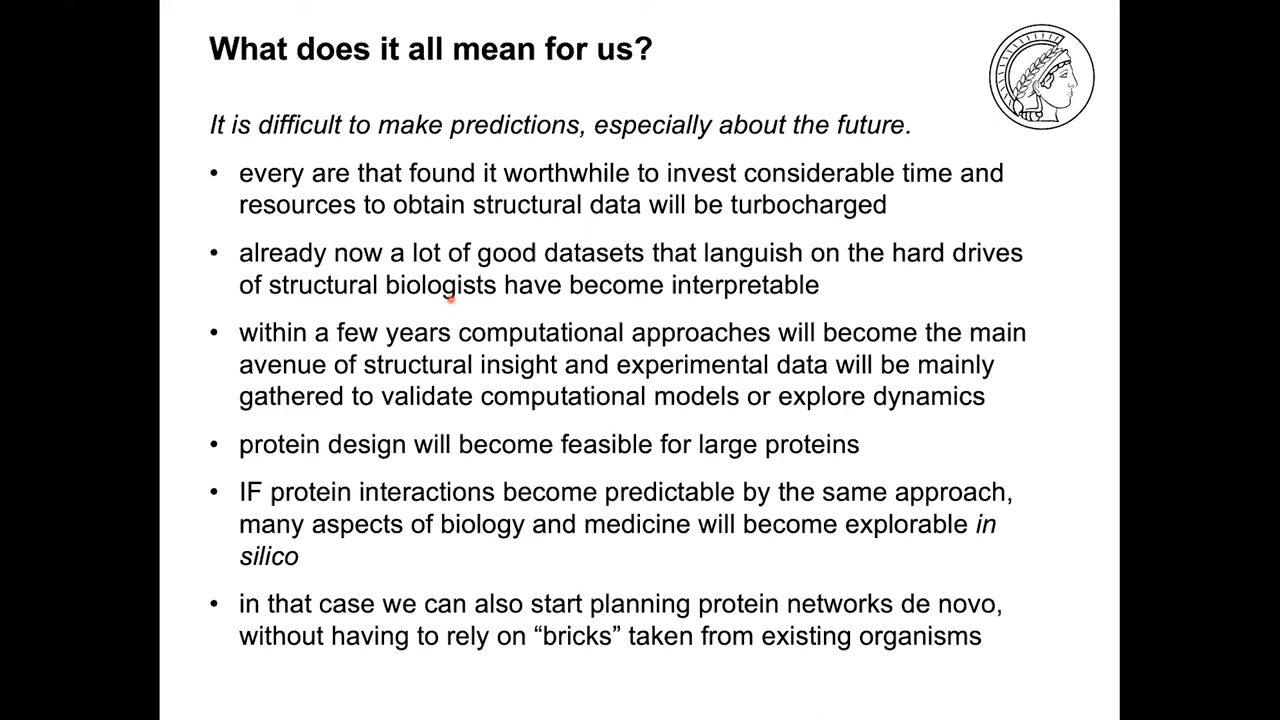 What does it all mean for us?
It is difficult to make predictions, especially about the future.
• every are that found it worthwhile to invest considerable time and
resources to obtain structural data will be turbocharged
• already now a lot of good datasets that languish on the hard drives
of structural biologists have become interpretable
• within a few years computational approaches will become the main
avenue of structural insight and experimental data will be mainly
gathered to validate computational models or explore dynamics
• protein design will become feasible for large proteins
• IF protein interactions become predictable by the same approach,
many aspects of biology and medicine will become explorable in
silico
• in that case we can also start planning protein networks de novo,
without having to rely on “bricks” taken from existing organisms